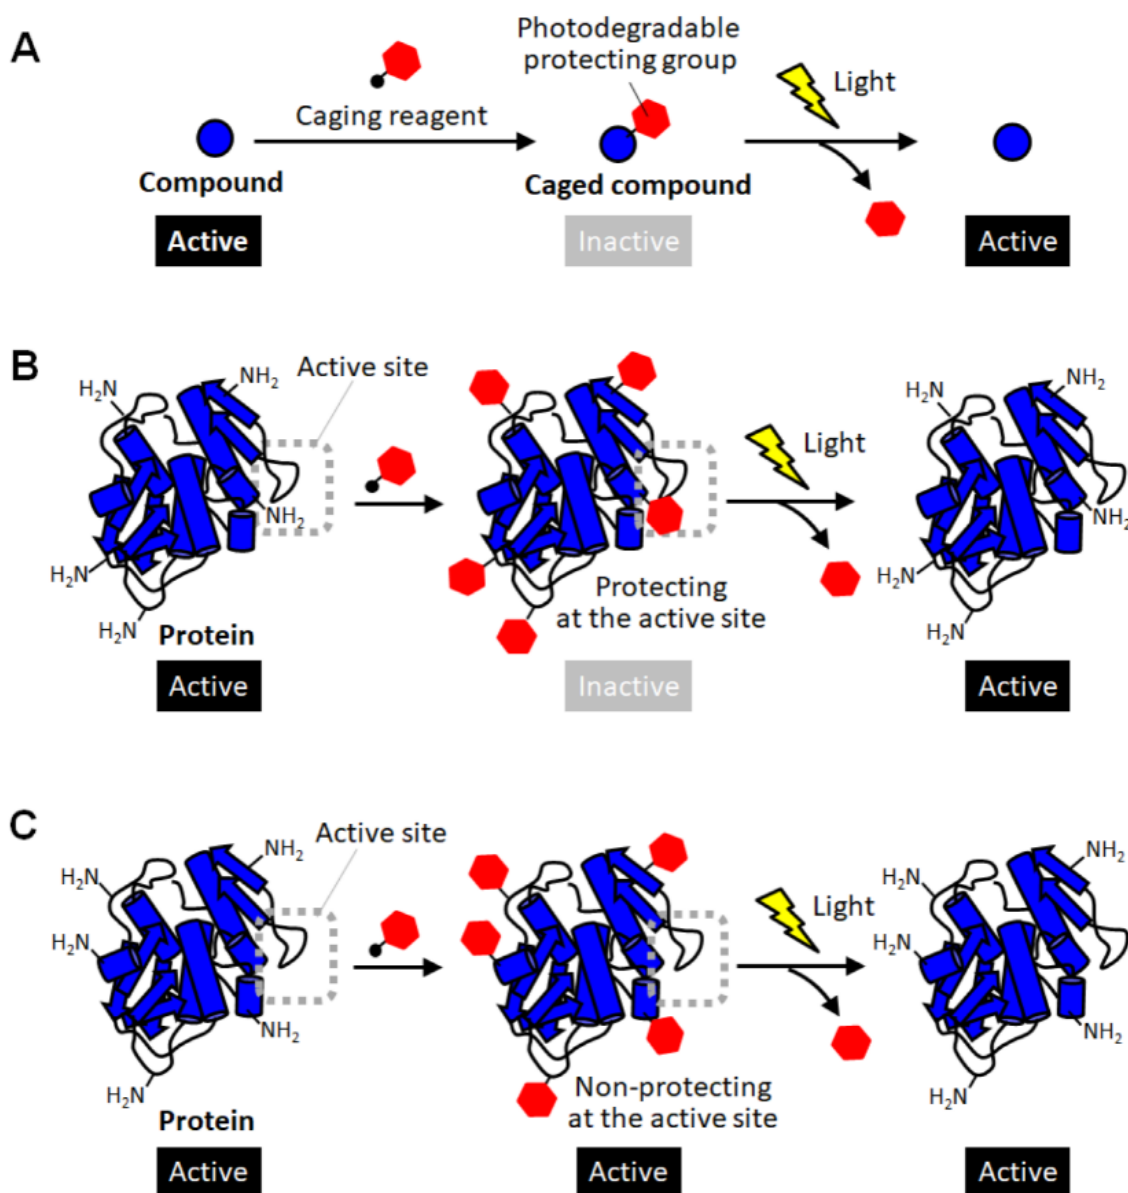 A
Photodegradable
protecting group
Light
Caging reagent
Compound
Caged compound
Active
Inactive
Active
B
Active site
H2N
NH2
NH2
H2N
H2N
Protein
Active
Protecting
at the active site
Inactive
Light
H2N
NH2
NH2
H2N
H2N
Active
C
Active site
H2N
NH2
H2N
NH2
H2N
Protein
Active
Non-protecting
at the active site
Active
Light
H2N
NH2
H2N
NH2
H2N
Active